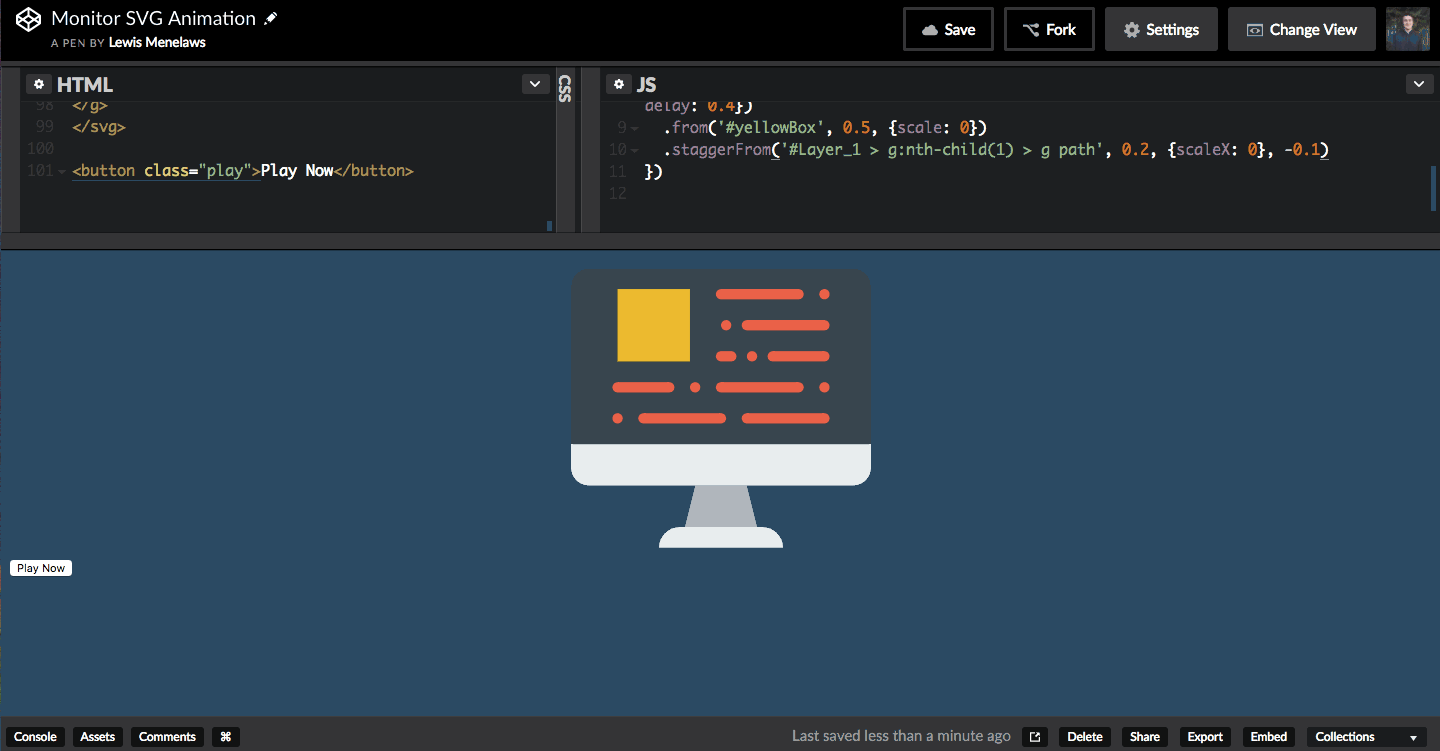 Monitor SVG Animation
A PEN BY Lewis Menelaws
Save
Fork
Settings
Change View
HTML
98 </g>
99 </svg>
100
101 <button class="play">Play Now</button>
CSS
JS
delay: 0.4})
9 .from('#yellowBox', 0.5, {scale: 0})
10 .staggerFrom('#Layer_1 > g:nth-child(1) > g path', 0.2, {scaleX: 0}, -0.1)
11 })
12
Play Now
Console
Assets
Comments
⌘
Last saved less than a minute ago
Delete
Share
Export
Embed
Collections